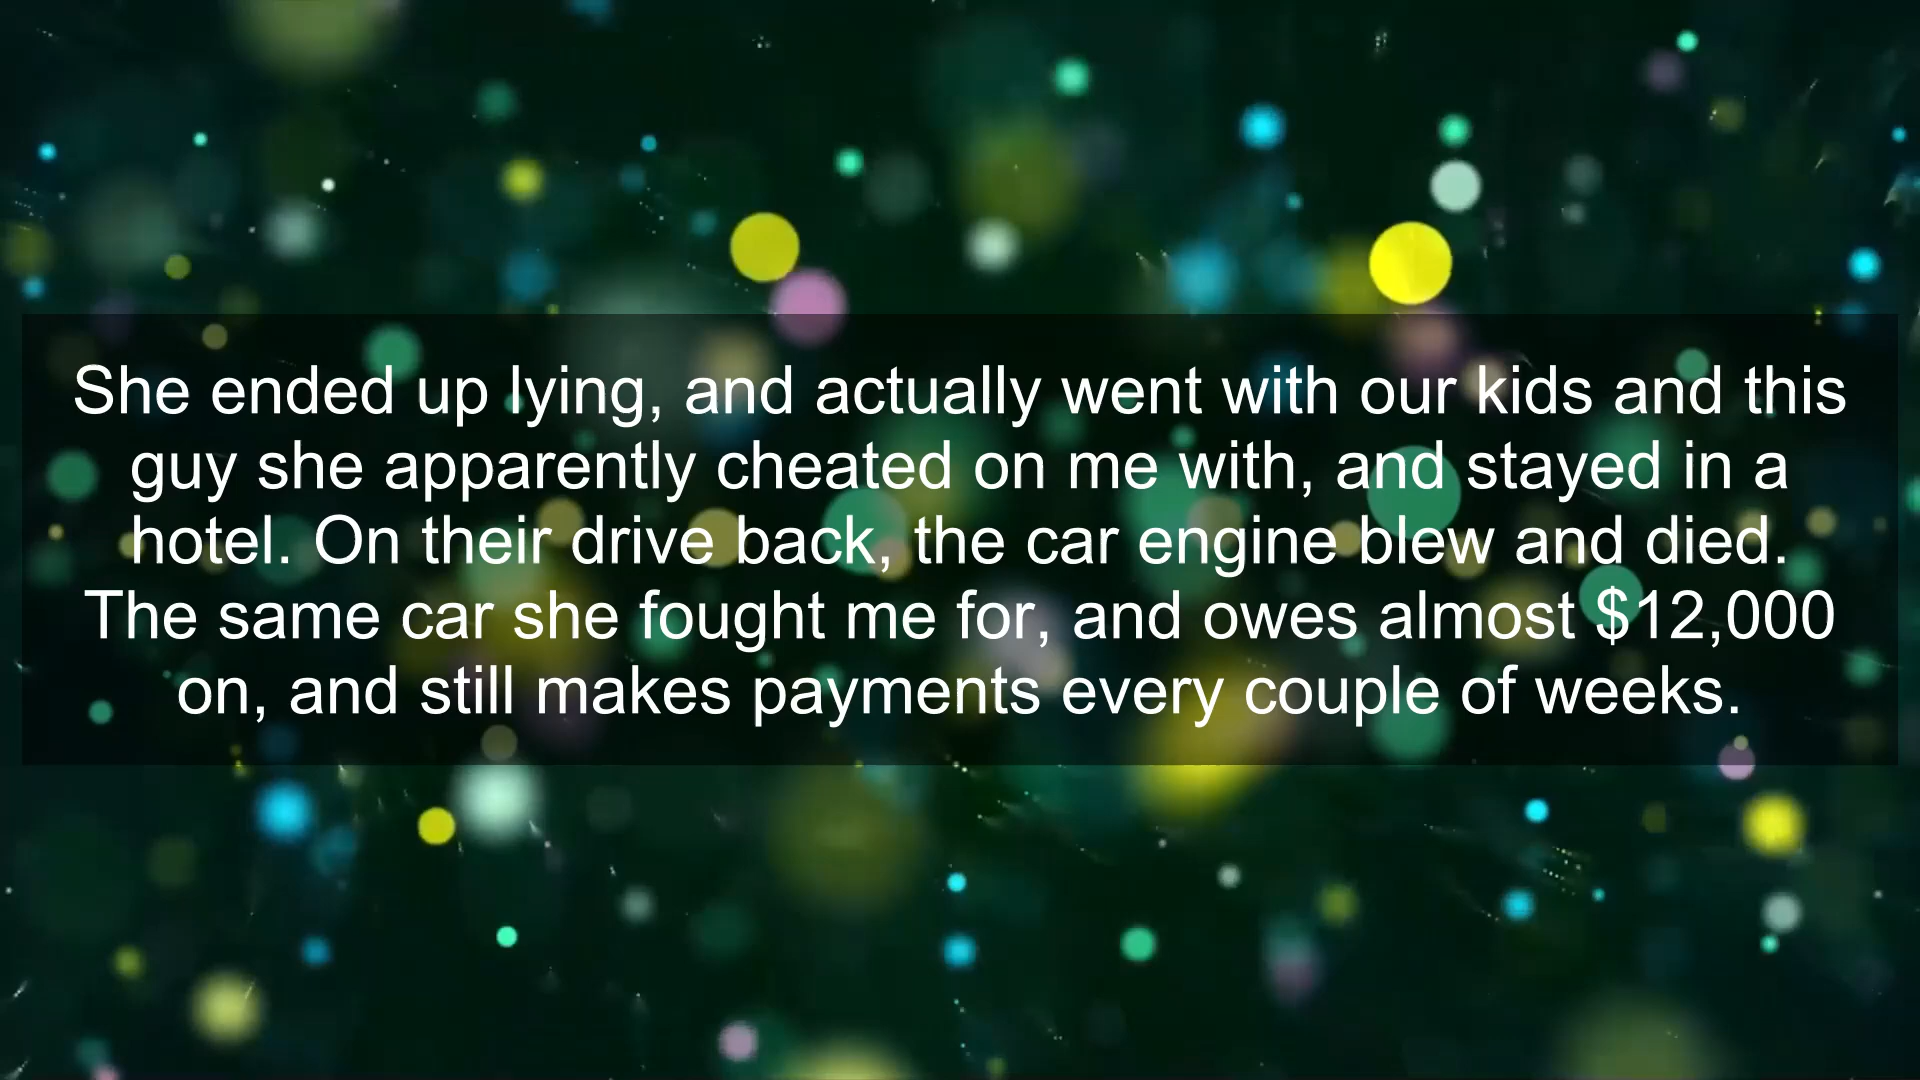 She ended up lying, and actually went with our kids and this
guy she apparently cheated on me with, and stayed in a
hotel. On their drive back, the car engine blew and died.
The same car she fought me for, and owes almost $12,000
on, and still makes payments every couple of weeks.